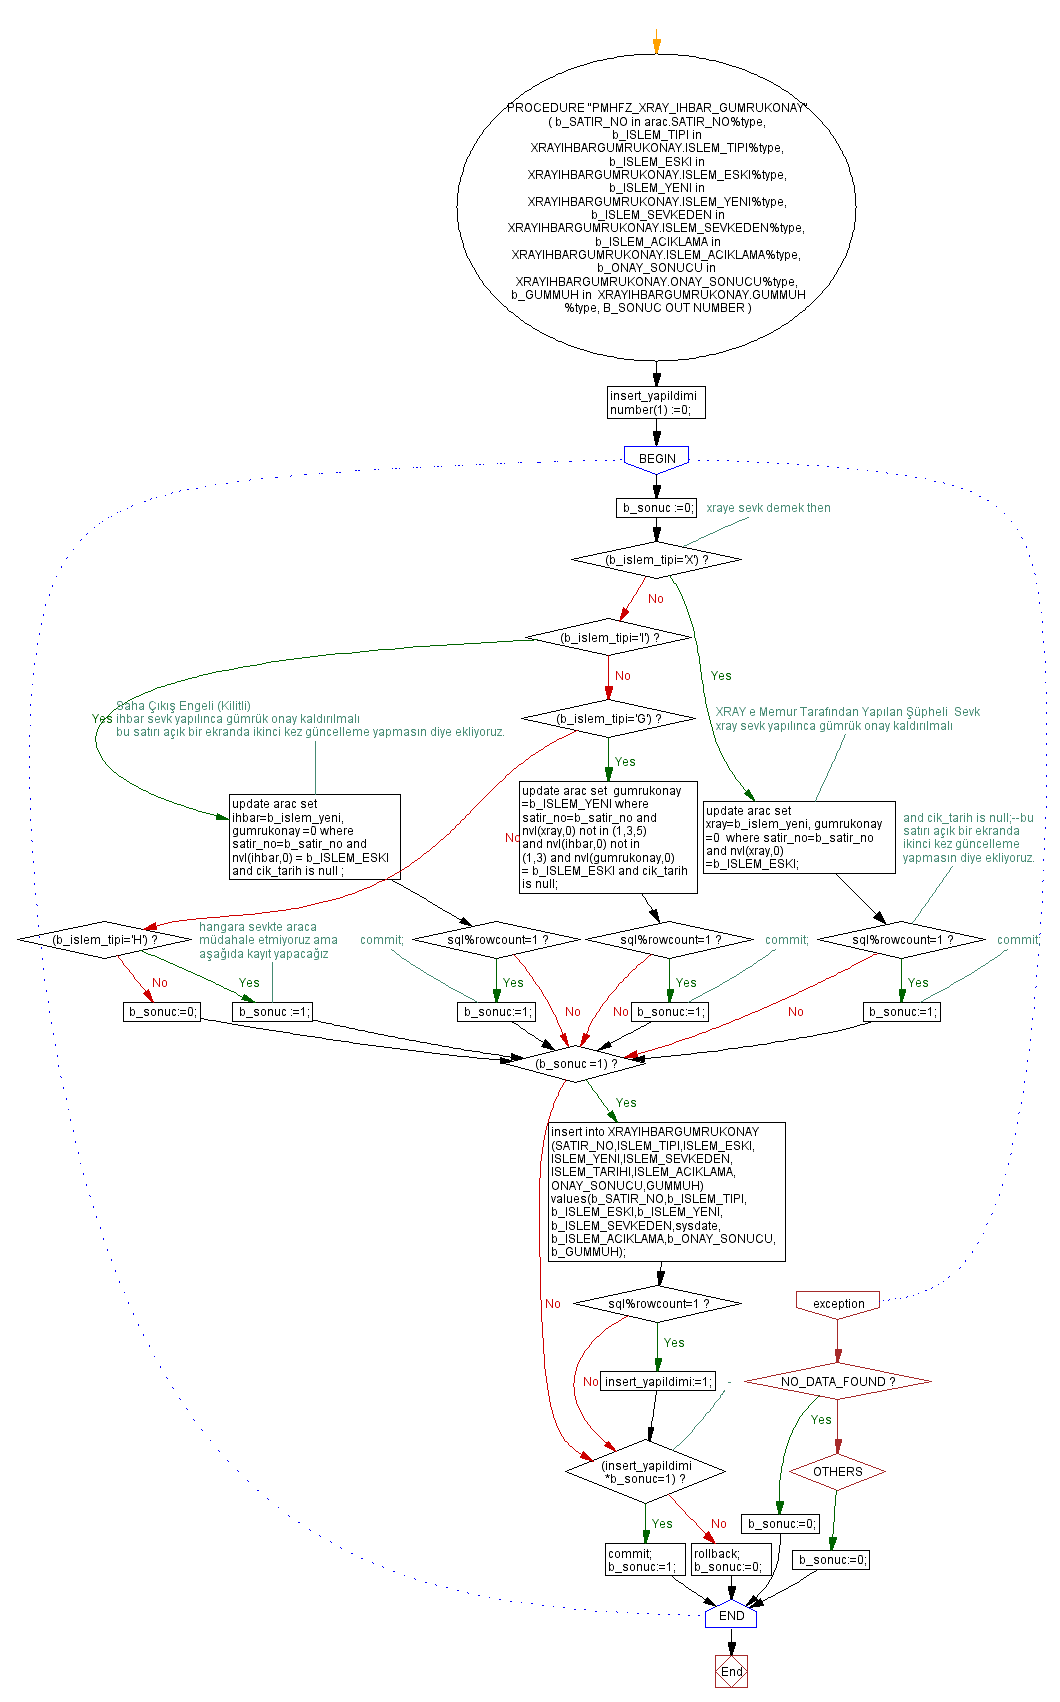 PROCEDURE "PMHFZ_XRAY_IHBAR_GUMRUKONAY"
( b_SATIR_NO in arac.SATIR_NO%type,
b_ISLEM_TIPI in
XRAYIHBARGUMRUKONAY.ISLEM_TIPI%type,
b_ISLEM_ESKI in
XRAYIHBARGUMRUKONAY.ISLEM_ESKI%type,
b_ISLEM_YENI in
XRAYIHBARGUMRUKONAY.ISLEM_YENI%type,
b_ISLEM_SEVKEDEN in
XRAYIHBARGUMRUKONAY.ISLEM_SEVKEDEN%type,
b_ISLEM_ACIKLAMA in
XRAYIHBARGUMRUKONAY.ISLEM_ACIKLAMA%type,
b_ONAY_SONUCU in
XRAYIHBARGUMRUKONAY.ONAY_SONUCU%type,
b_GUMMUH in XRAYIHBARGUMRUKONAY.GUMMUH
%type, B_SONUC OUT NUMBER )
insert_yapildimi
number(1) :=0;
BEGIN
b_sonuc :=0;
xraye sevk demek then
(b_islem_tipi='X') ?
No
(b_islem_tipi='I') ?
No
Yes
Yes
Saha Çıkış Engeli (Kilitli)
ihbar sevk yapılınca gümrük onay kaldırılmalı
bu satırı açık bir ekranda ikinci kez güncelleme yapmasın diye ekliyoruz.
(b_islem_tipi='G') ?
XRAY e Memur Tarafından Yapılan Şüpheli Sevk
xray sevk yapılınca gümrük onay kaldırılmalı
Yes
No
update arac set
ihbar=b_islem_yeni,
gumrukonay =0 where
satir_no=b_satir_no and
nvl(ihbar,0) = b_ISLEM_ESKI
and cik_tarih is null ;
update arac set gumrukonay
=b_ISLEM_YENI where
satir_no=b_satir_no and
nvl(xray,0) not in (1,3,5)
and nvl(ihbar,0) not in
(1,3) and nvl(gumrukonay,0)
= b_ISLEM_ESKI and cik_tarih
is null;
update arac set
xray=b_islem_yeni, gumrukonay
=0 where satir_no=b_satir_no
and nvl(xray,0)
=b_ISLEM_ESKI;
and cik_tarih is null;--bu
satırı açık bir ekranda
ikinci kez güncelleme
yapmasın diye ekliyoruz.
(b_islem_tipi='H') ?
hangara sevkte araca
müdahale etmiyoruz ama
aşağıda kayıt yapacağız
commit;
sql%rowcount=1 ?
sql%rowcount=1 ?
commit;
sql%rowcount=1 ?
commit;
No
Yes
Yes
Yes
Yes
b_sonuc:=0;
b_sonuc :=1;
b_sonuc:=1;
No
No
b_sonuc:=1;
No
b_sonuc:=1;
(b_sonuc =1) ?
Yes
insert into XRAYIHBARGUMRUKONAY
(SATIR_NO,ISLEM_TIPI,ISLEM_ESKI,
ISLEM_YENI,ISLEM_SEVKEDEN,
ISLEM_TARIHI,ISLEM_ACIKLAMA,
ONAY_SONUCU,GUMMUH)
values(b_SATIR_NO,b_ISLEM_TIPI,
b_ISLEM_ESKI,b_ISLEM_YENI,
b_ISLEM_SEVKEDEN,sysdate,
b_ISLEM_ACIKLAMA,b_ONAY_SONUCU,
b_GUMMUH);
No
sql%rowcount=1 ?
exception
Yes
No
insert_yapildimi:=1;
-
NO_DATA_FOUND ?
Yes
OTHERS
(insert_yapildimi
*b_sonuc=1) ?
Yes
No
b_sonuc:=0;
commit;
b_sonuc:=1;
rollback;
b_sonuc:=0;
b_sonuc:=0;
END
End